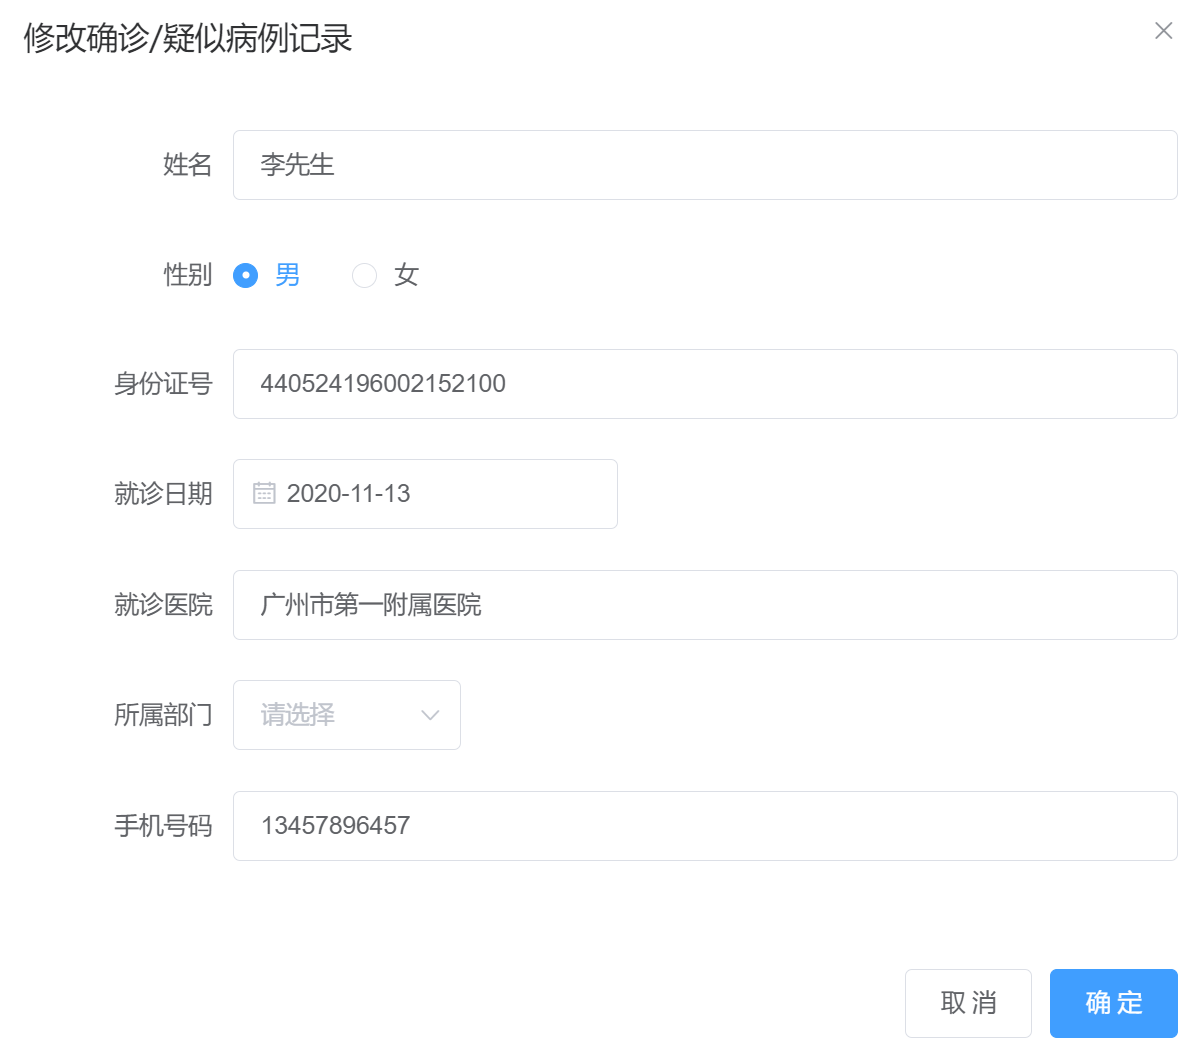 修改确诊/疑似病例记录
姓名 李先生
性别 男 女
身份证号 440524196002152100
就诊日期 2020-11-13
就诊医院 广州市第一附属医院
所属部门 请选择
手机号码 13457896457
取消 确定